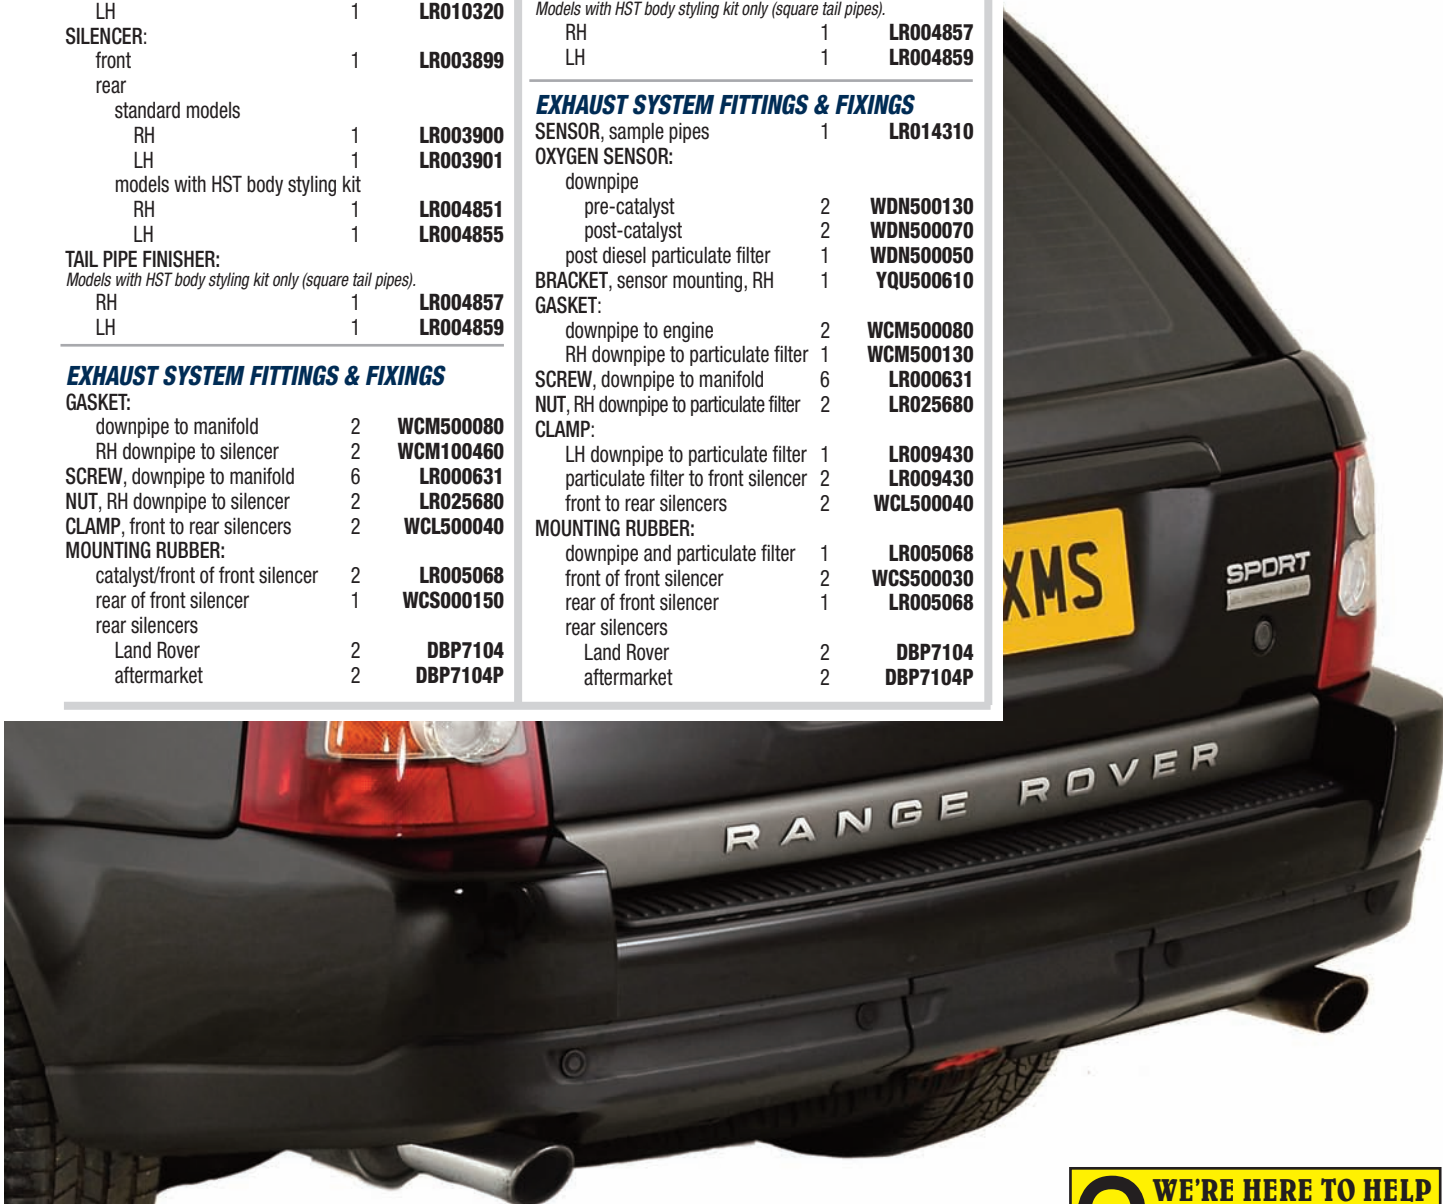 LH 1 LR010320
SILENCER:
front 1 LR003899
rear
standard models
RH 1 LR003900
LH 1 LR003901
models with HST body styling kit
RH 1 LR004851
LH 1 LR004855
TAIL PIPE FINISHER:
Models with HST body styling kit only (square tail pipes).
RH 1 LR004857
LH 1 LR004859
EXHAUST SYSTEM FITTINGS & FIXINGS
GASKET:
downpipe to manifold 2 WCM500080
RH downpipe to silencer 2 WCM100460
SCREW, downpipe to manifold 6 LR000631
NUT, RH downpipe to silencer 2 LR025680
CLAMP, front to rear silencers 2 WCL500040
MOUNTING RUBBER:
catalyst/front of front silencer 2 LR005068
rear of front silencer 1 WCS000150
rear silencers
Land Rover 2 DBP7104
aftermarket 2 DBP7104P
Models with HST body styling kit only (square tail pipes).
RH 1 LR004857
LH 1 LR004859
EXHAUST SYSTEM FITTINGS & FIXINGS
SENSOR, sample pipes 1 LR014310
OXYGEN SENSOR:
downpipe
pre-catalyst 2 WDN500130
post-catalyst 2 WDN500070
post diesel particulate filter 1 WDN500050
BRACKET, sensor mounting, RH 1 YQU500610
GASKET:
downpipe to engine 2 WCM500080
RH downpipe to particulate filter 1 WCM500130
SCREW, downpipe to manifold 6 LR000631
NUT, RH downpipe to particulate filter 2 LR025680
CLAMP:
LH downpipe to particulate filter 1 LR009430
particulate filter to front silencer 2 LR009430
front to rear silencers 2 WCL500040
MOUNTING RUBBER:
downpipe and particulate filter 1 LR005068
front of front silencer 2 WCS500030
rear of front silencer 1 LR005068
rear silencers
Land Rover 2 DBP7104
aftermarket 2 DBP7104P
XMS
SPORT
RANGE ROVER
WE'RE HERE TO HELP